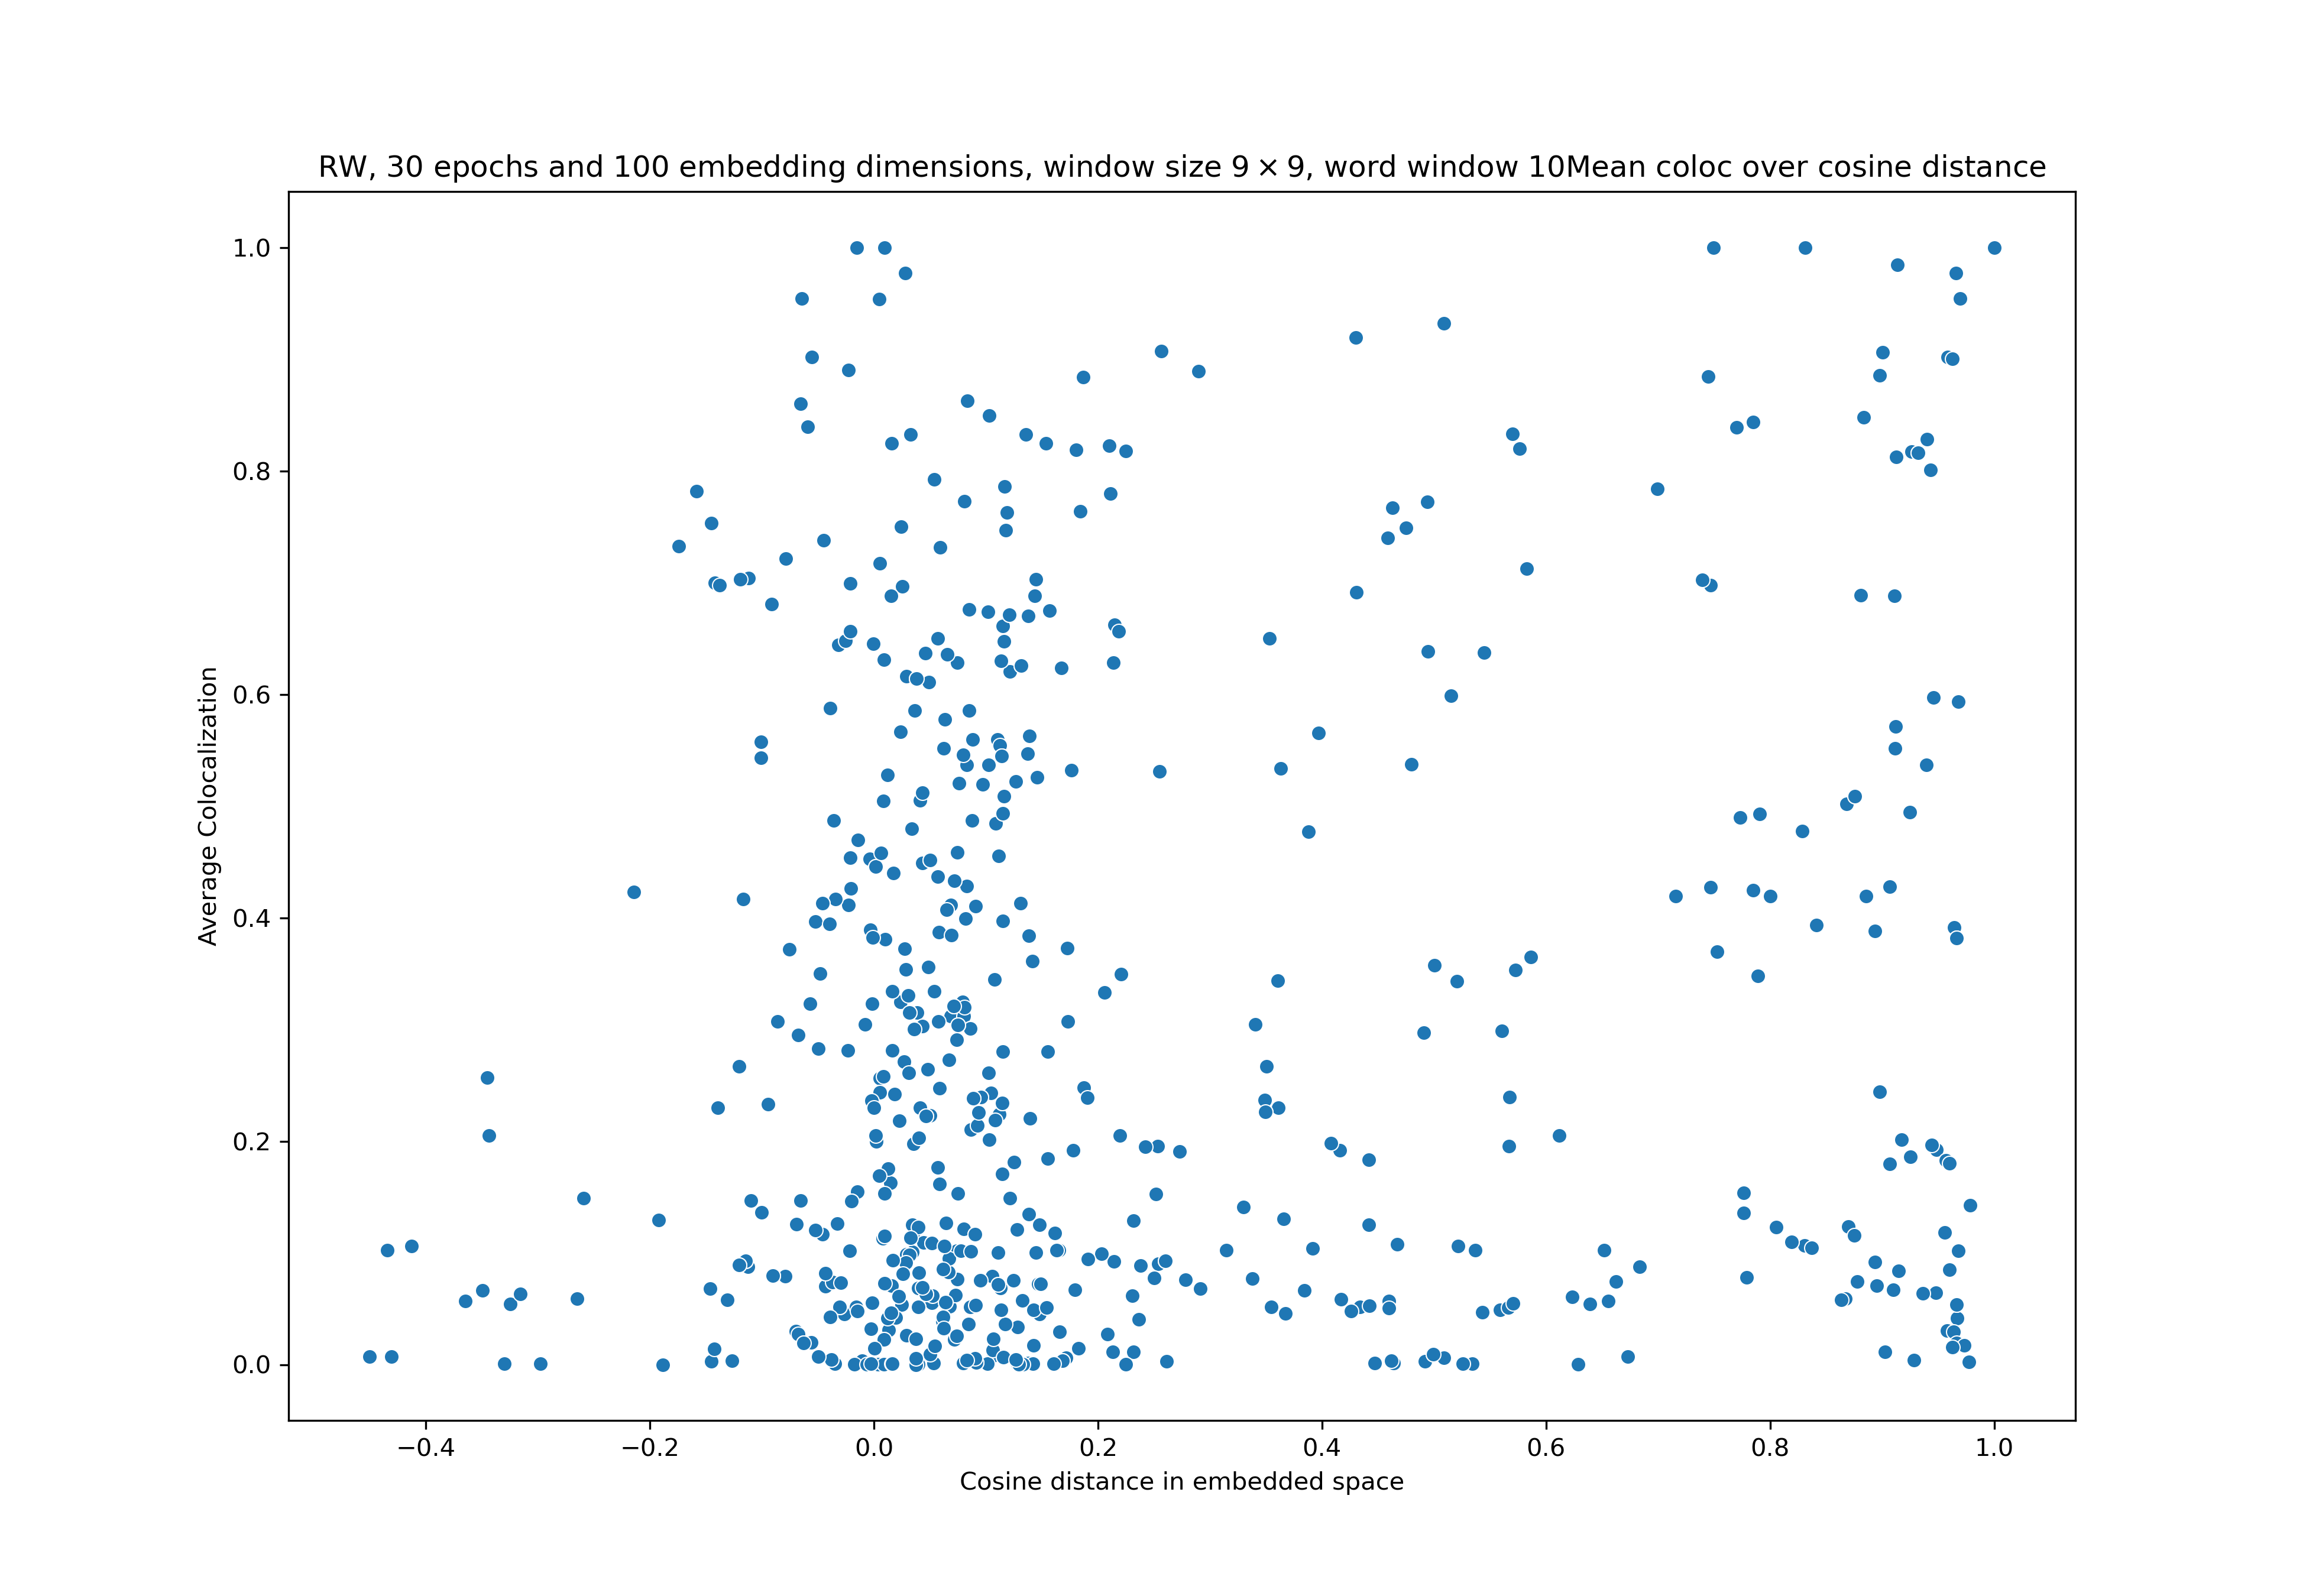 RW, 30 epochs and 100 embedding dimensions, window size 9 × 9, word window 10Mean coloc over cosine distance
1.0
0.8
0.6
0.4
0.2
0.0
Average Colocalization
−0.4 −0.2 0.0 0.2 0.4 0.6 0.8 1.0
Cosine distance in embedded space